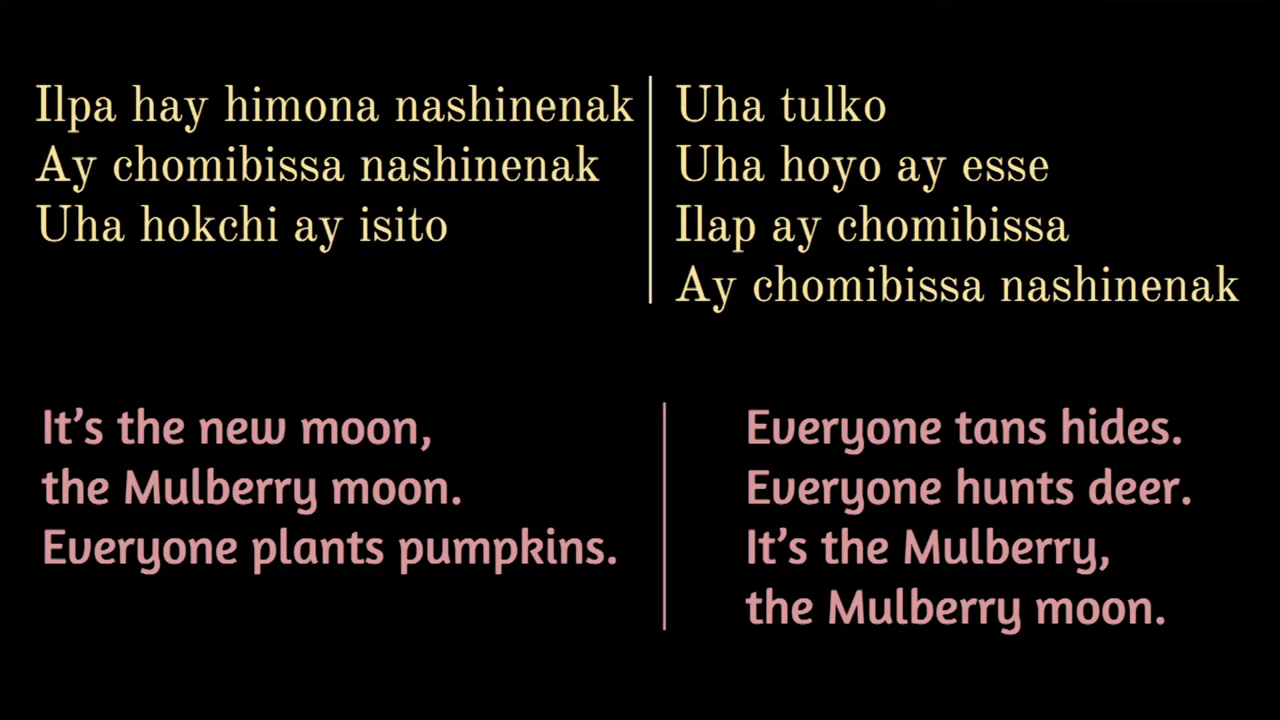 Ilpa hay himona nashinenak
Ay chomibissa nashinenak
Uha hokchi ay isito
Uha tulko
Uha hoyo ay esse
Ilap ay chomibissa
Ay chomibissa nashinenak
It's the new moon,
the Mulberry moon.
Everyone plants pumpkins.
Everyone tans hides.
Everyone hunts deer.
It's the Mulberry,
the Mulberry moon.